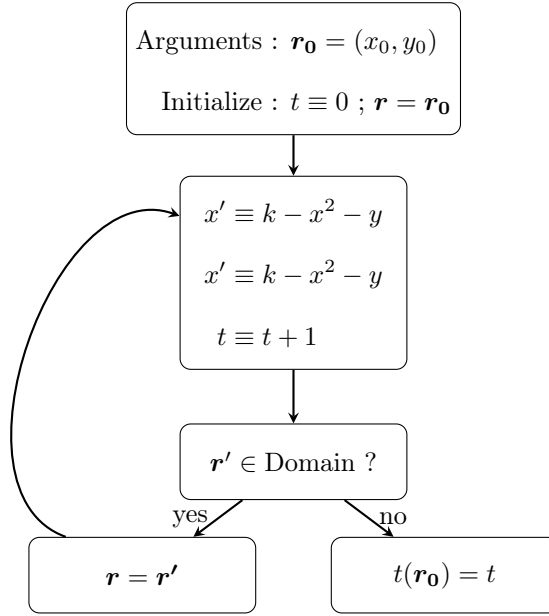 Arguments : r₀ = (x₀, y₀)
Initialize : t ≡ 0 ; r = r₀
x′ ≡ k − x² − y
x′ ≡ k − x² − y
t ≡ t + 1
r′ ∈ Domain ?
yes
no
r = r′
t(r₀) = t